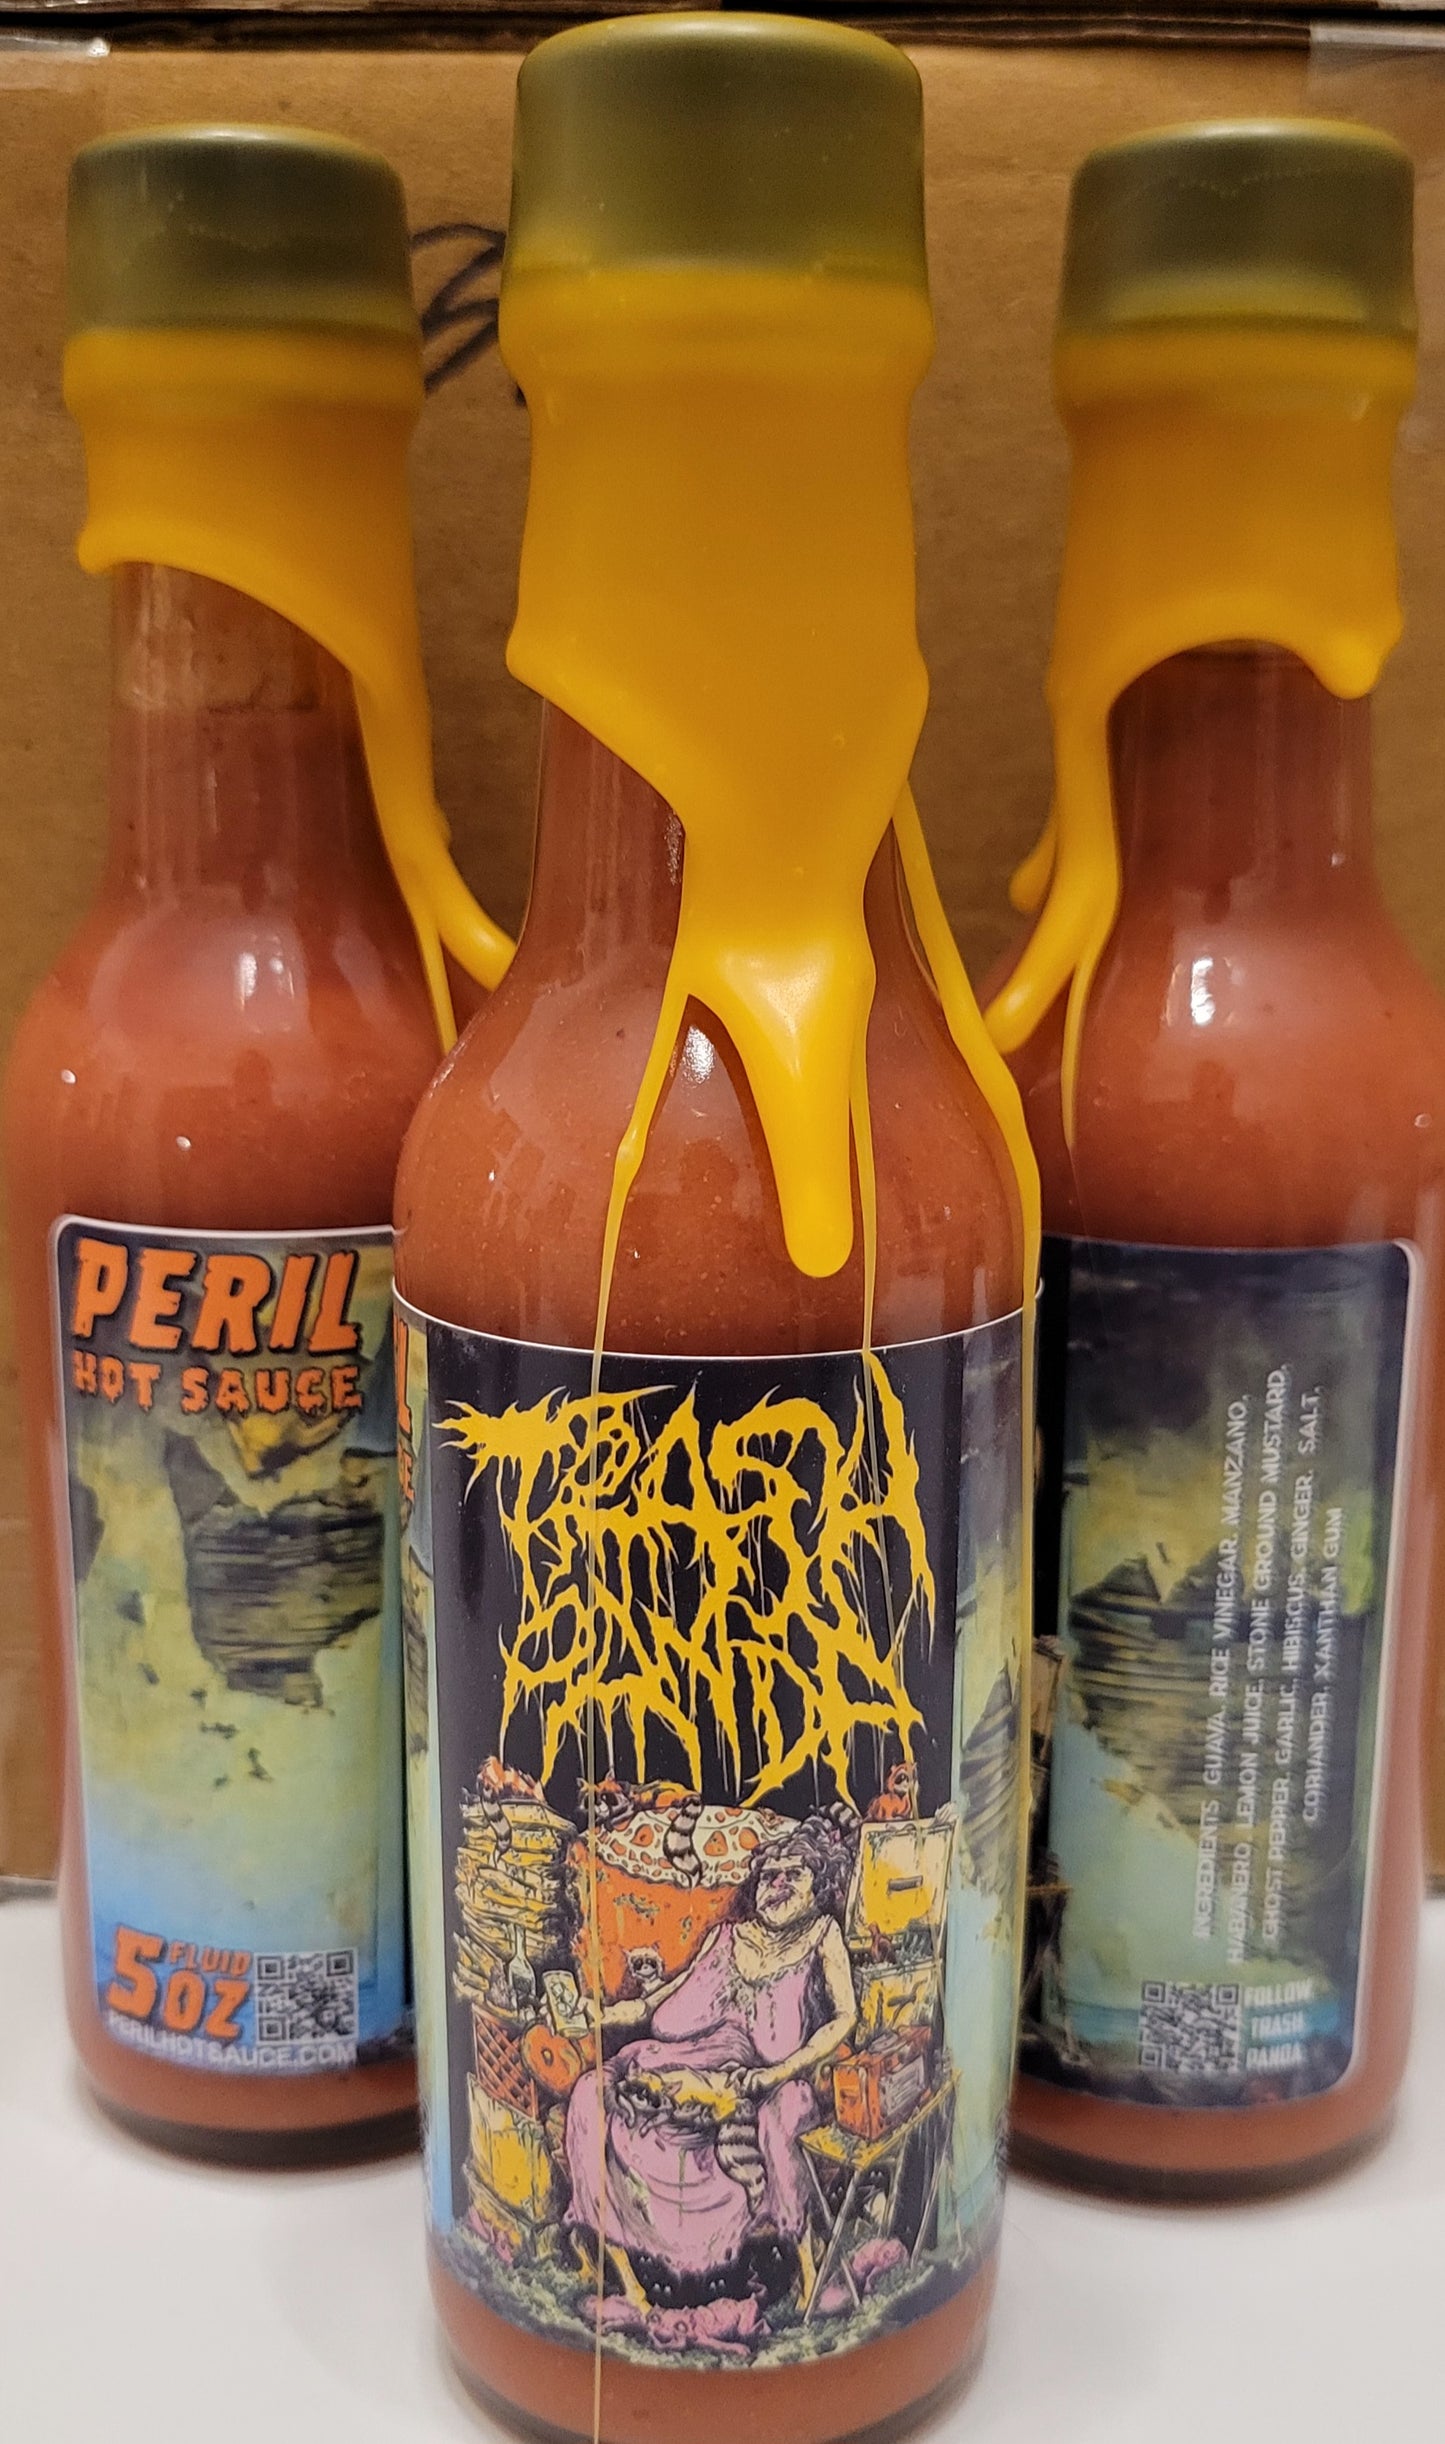 PERIL
HOT SAUCE
5 FLUID
OZ
PERILHOTSAUCE.COM
TRASH
PANDA
INGREDIENTS: GUAVA, RICE VINEGAR, MANZANO,
HABANERO, LEMON JUICE, STONE GROUND MUSTARD,
GHOST PEPPER, GARLIC, HIBISCUS, GINGER, SALT,
CORIANDER, XANTHAN GUM
FOLLOW
TRASH
PANDA